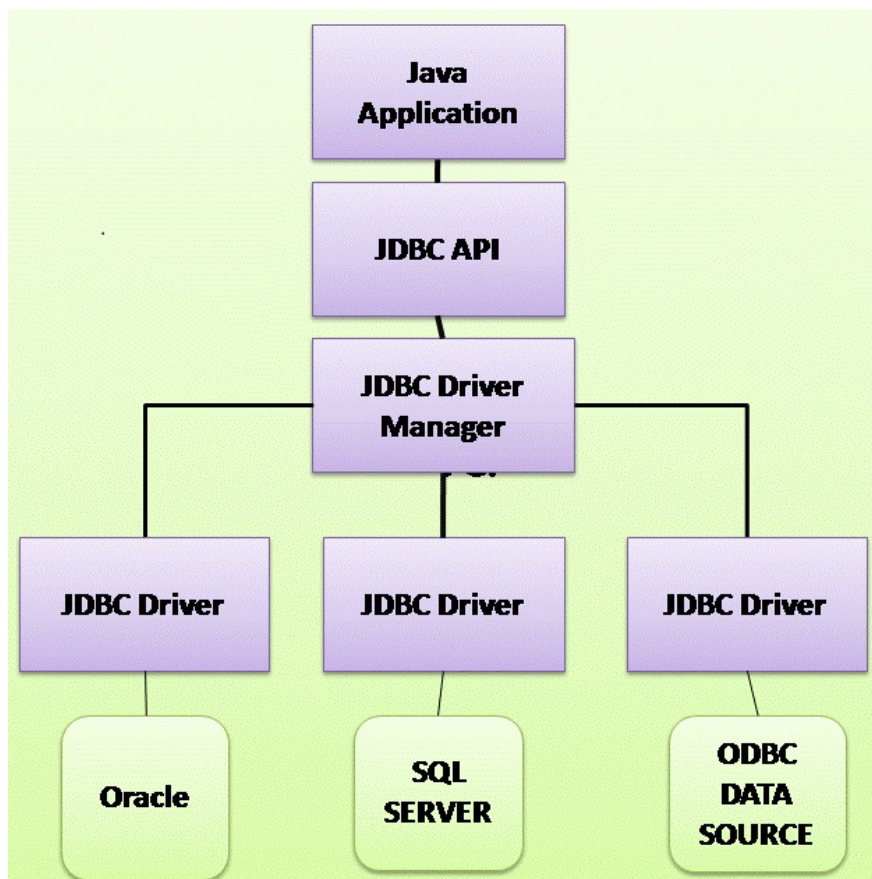 Java
Application
JDBC API
JDBC Driver
Manager
JDBC Driver
JDBC Driver
JDBC Driver
Oracle
SQL
SERVER
ODBC
DATA
SOURCE